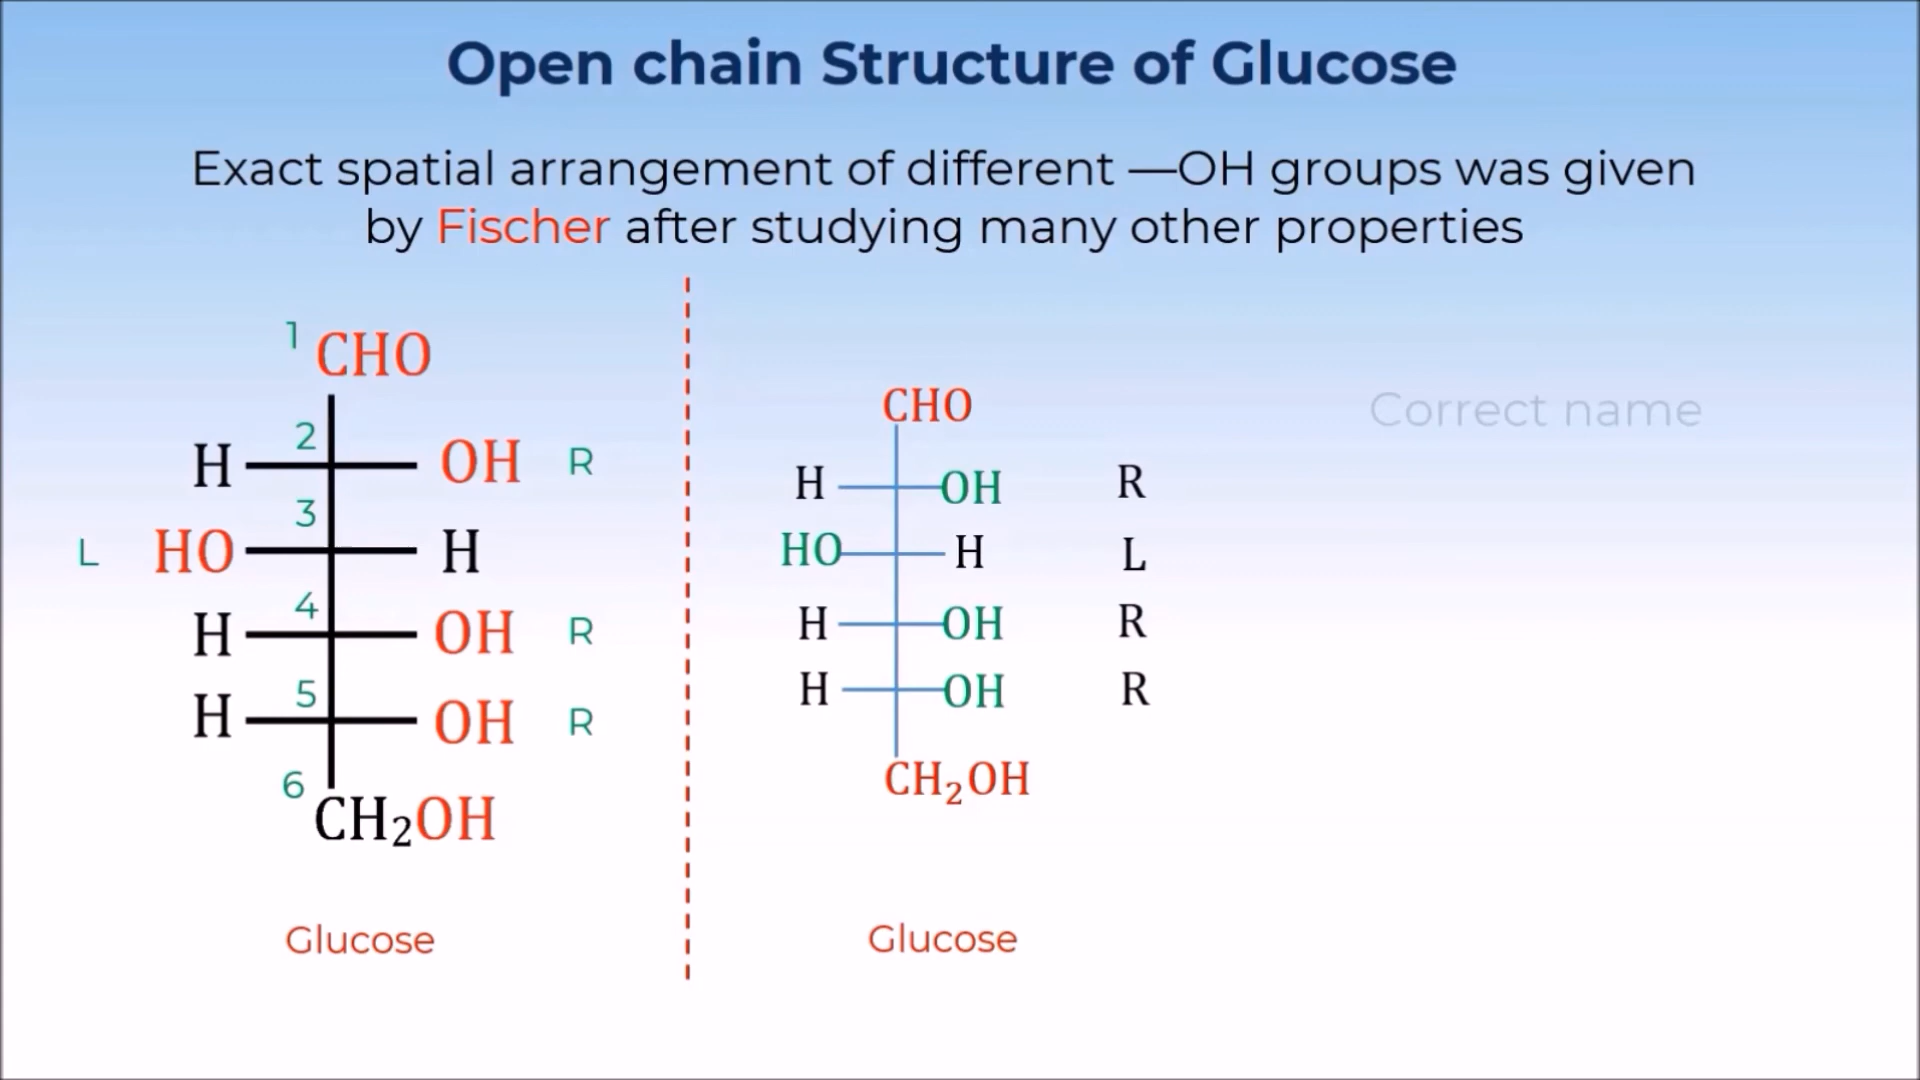 Open chain Structure of Glucose
Exact spatial arrangement of different —OH groups was given
by Fischer after studying many other properties
1 CHO
2
H OH R
3
L HO H
4
H OH R
5
H OH R
6
CH₂OH
Glucose
CHO
H OH R
HO H L
H OH R
H OH R
CH₂OH
Glucose
Correct name